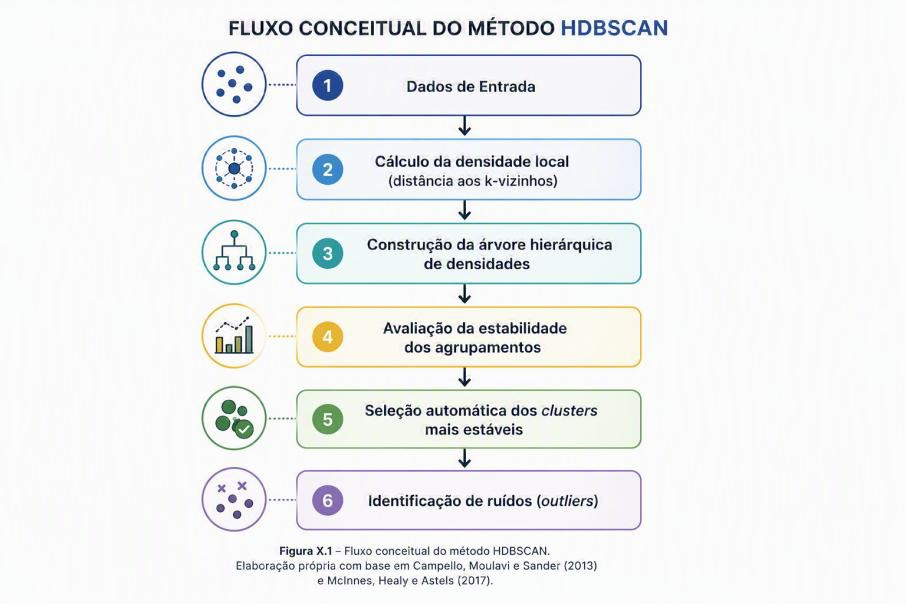 FLUXO CONCEITUAL DO MÉTODO HDBSCAN
1
Dados de Entrada
2
Cálculo da densidade local
(distância aos k-vizinhos)
3
Construção da árvore hierárquica
de densidades
4
Avaliação da estabilidade
dos agrupamentos
5
Seleção automática dos clusters
mais estáveis
6
Identificação de ruídos (outliers)
Figura X.1 – Fluxo conceitual do método HDBSCAN.
Elaboração própria com base em Campello, Moulavi e Sander (2013)
e McInnes, Healy e Astels (2017).